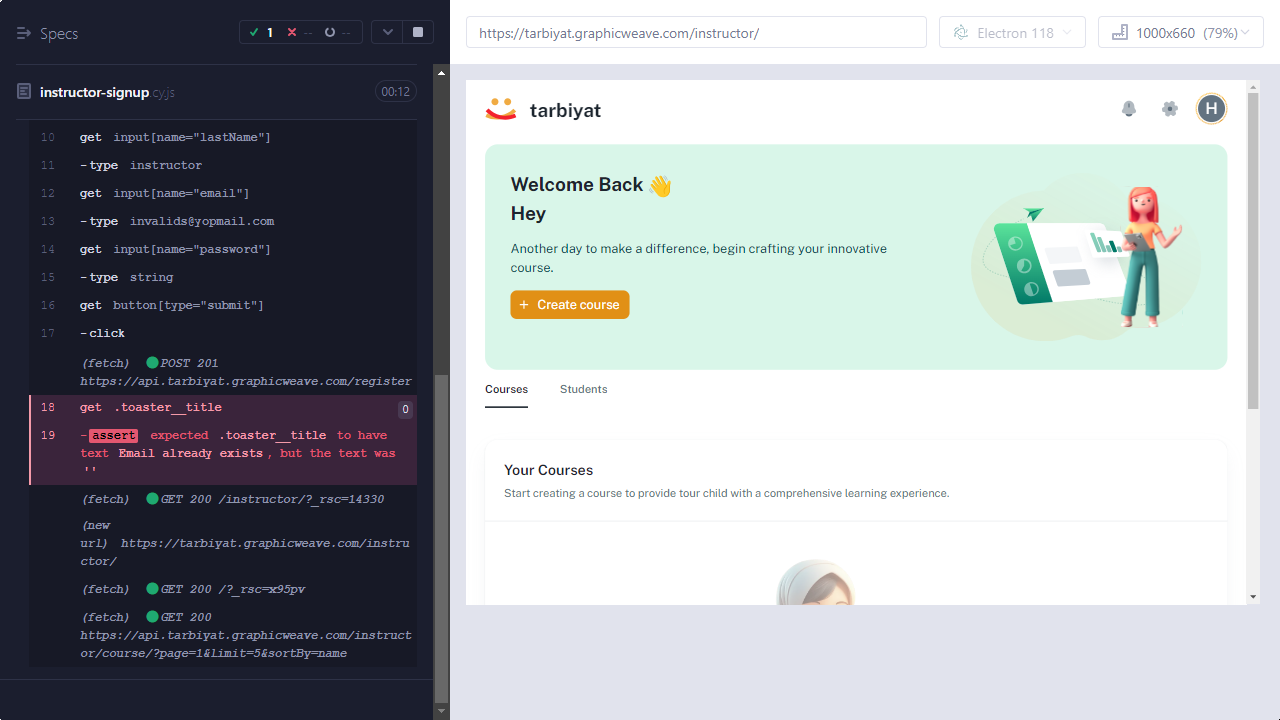 Specs
1
--
--
https://tarbiyat.graphicweave.com/instructor/
Electron 118
1000x660 (79%)
instructor-signup.cy.js
00:12
10 get input[name="lastName"]
11 -type instructor
12 get input[name="email"]
13 -type invalids@yopmail.com
14 get input[name="password"]
15 -type string
16 get button[type="submit"]
17 -click
(fetch) POST 201
https://api.tarbiyat.graphicweave.com/register
18 get .toaster__title 0
19 -assert expected .toaster__title to have
text Email already exists, but the text was
''
(fetch) GET 200 /instructor/?_rsc=14330
(new
url) https://tarbiyat.graphicweave.com/instru
ctor/
(fetch) GET 200 /?_rsc=x95pv
(fetch) GET 200
https://api.tarbiyat.graphicweave.com/instruct
or/course/?page=1&limit=5&sortBy=name
tarbiyat
H
Welcome Back 👋
Hey
Another day to make a difference, begin crafting your innovative
course.
+ Create course
Courses
Students
Your Courses
Start creating a course to provide tour child with a comprehensive learning experience.